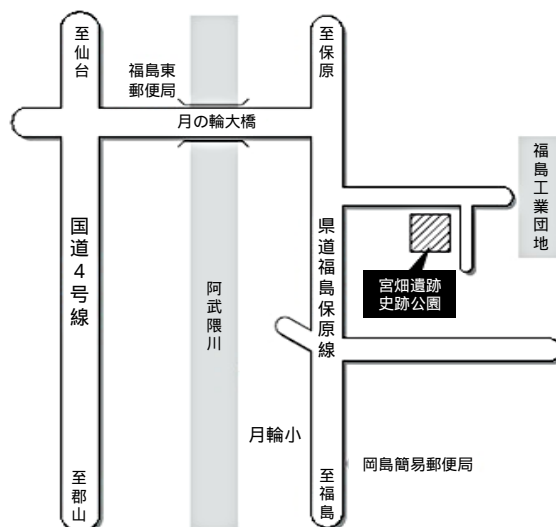 至仙台
至保原
福島東
郵便局
月の輪大橋
福島工業団地
国道4号線
県道福島保原線
阿武隈川
宮畑遺跡
史跡公園
月輪小
岡島簡易郵便局
至郡山
至福島